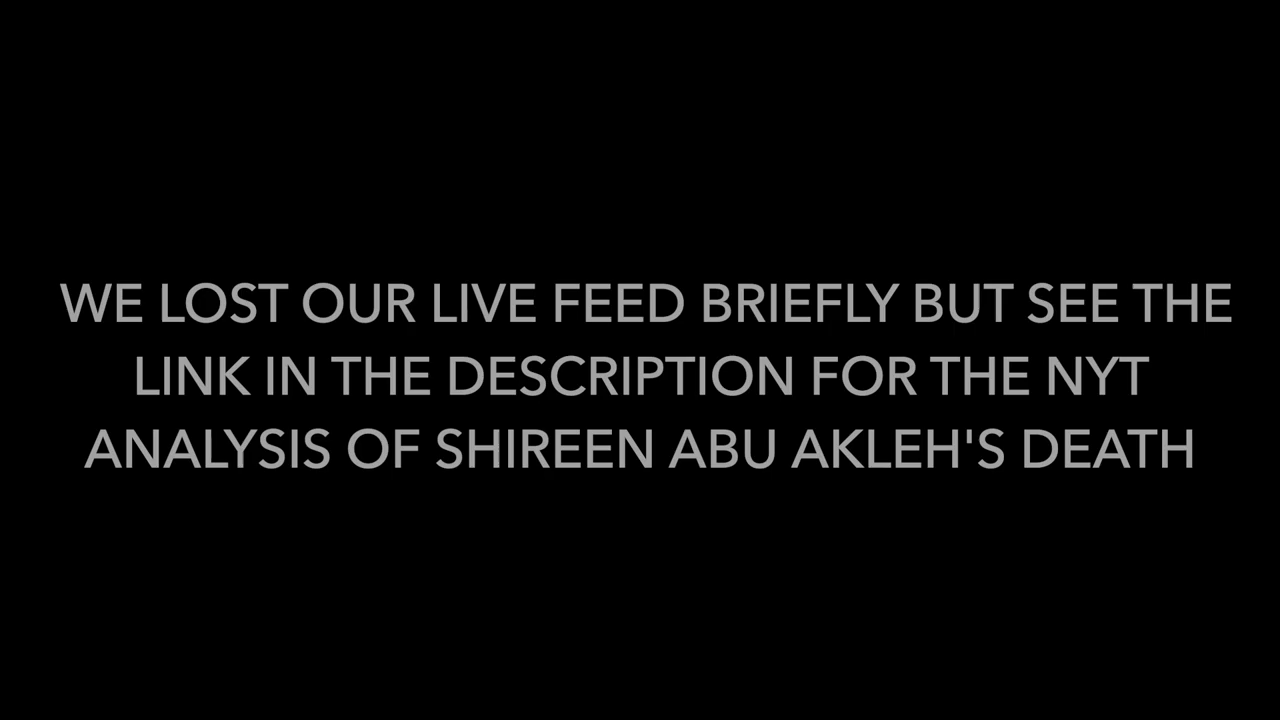 WE LOST OUR LIVE FEED BRIEFLY BUT SEE THE
LINK IN THE DESCRIPTION FOR THE NYT
ANALYSIS OF SHIREEN ABU AKLEH'S DEATH